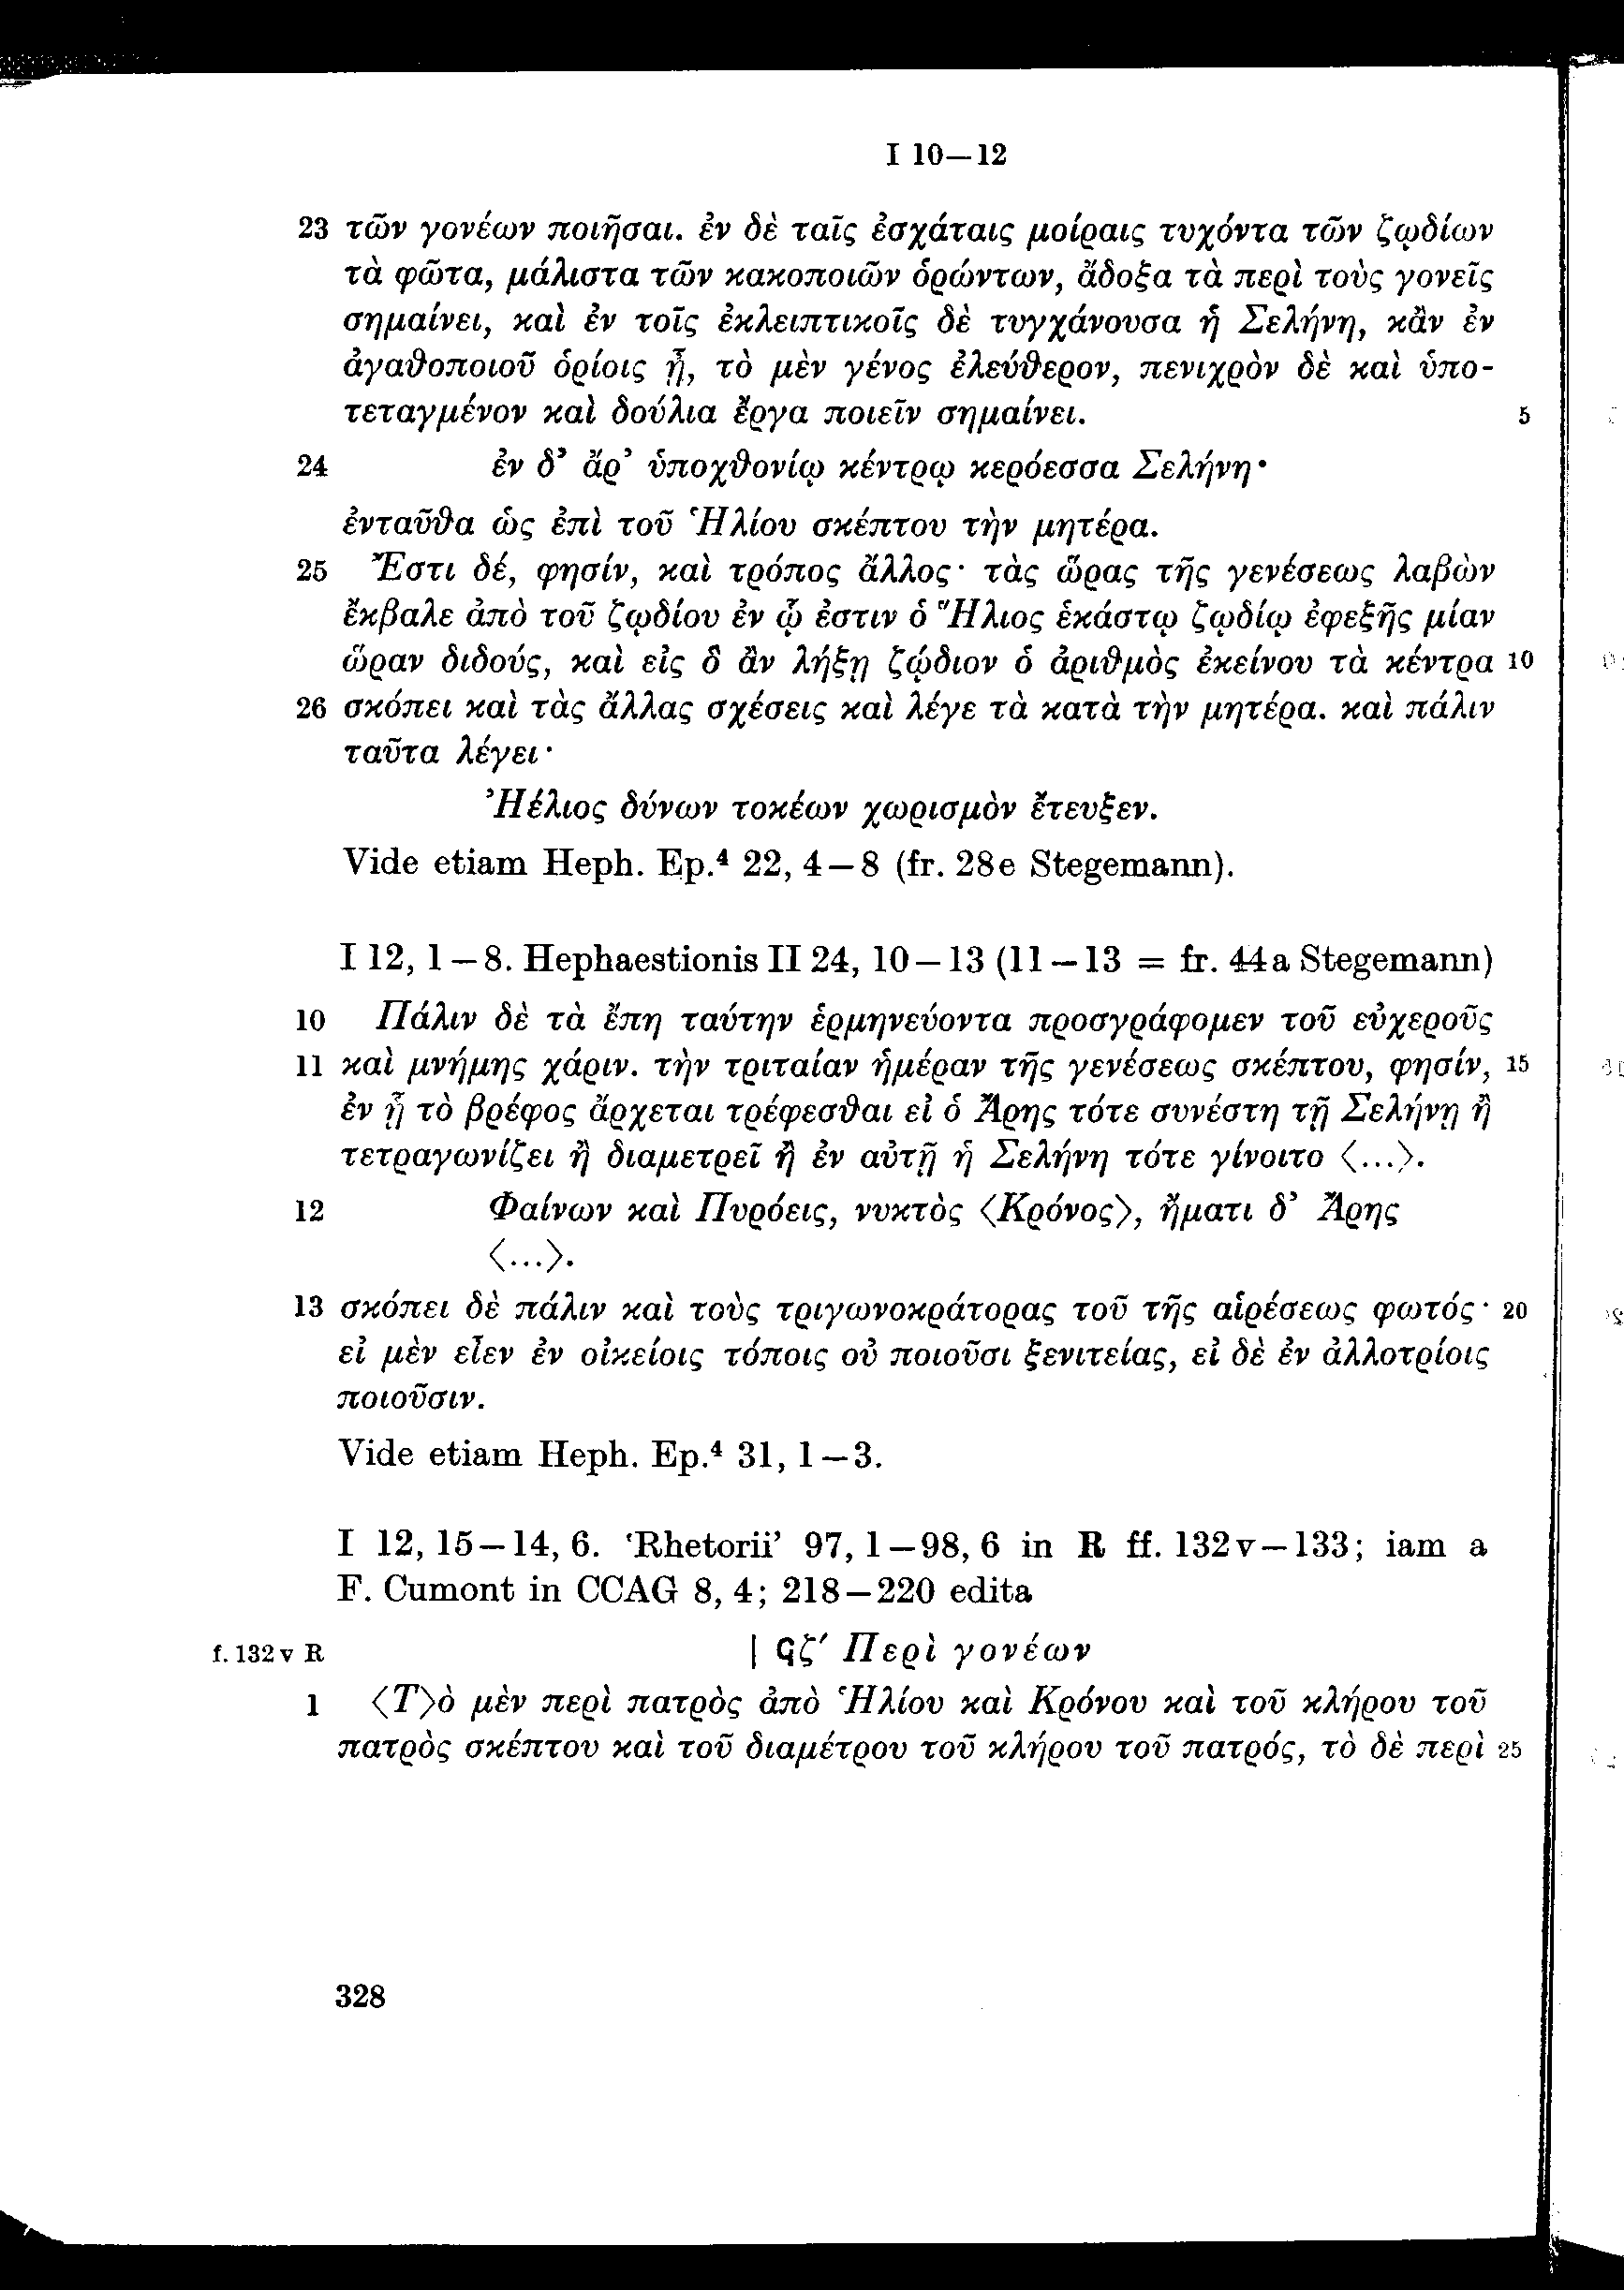 I 10—12
23 τῶν γονέων ποιῆσαι. ἐν δὲ ταῖς ἐσχάταις μοίραις τυχόντα τῶν ζῳδίων
τὰ φῶτα, μάλιστα τῶν κακοποιῶν ὁρώντων, ἄδοξα τὰ περὶ τοὺς γονεῖς
σημαίνει, καὶ ἐν τοῖς ἐκλειπτικοῖς δὲ τυγχάνουσα ἡ Σελήνη, κἂν ἐν
ἀγαθοποιοῦ ὁρίοις ᾖ, τὸ μὲν γένος ἐλεύθερον, πενιχρὸν δὲ καὶ ὑπο-
τεταγμένον καὶ δούλια ἔργα ποιεῖν σημαίνει. 5
24 ἐν δ’ ἄρ’ ὑποχθονίῳ κέντρῳ κερόεσσα Σελήνη·
ἐνταῦθα ὡς ἐπὶ τοῦ Ἡλίου σκέπτου τὴν μητέρα.
25 Ἔστι δέ, φησίν, καὶ τρόπος ἄλλος· τὰς ὥρας τῆς γενέσεως λαβὼν
ἔκβαλε ἀπὸ τοῦ ζῳδίου ἐν ᾧ ἐστιν ὁ Ἥλιος ἑκάστῳ ζῳδίῳ ἐφεξῆς μίαν
ὥραν διδούς, καὶ εἰς ὃ ἂν λήξῃ ζῴδιον ὁ ἀριθμὸς ἐκείνου τὰ κέντρα 10
26 σκόπει καὶ τὰς ἄλλας σχέσεις καὶ λέγε τὰ κατὰ τὴν μητέρα. καὶ πάλιν
ταῦτα λέγει·
Ἠέλιος δύνων τοκέων χωρισμὸν ἔτευξεν.
Vide etiam Heph. Ep.⁴ 22, 4—8 (fr. 28e Stegemann).
I 12, 1—8. Hephaestionis II 24, 10—13 (11—13 = fr. 44a Stegemann)
10 Πάλιν δὲ τὰ ἔπη ταύτην ἑρμηνεύοντα προσγράφομεν τοῦ εὐχεροῦς
11 καὶ μνήμης χάριν. τὴν τριταίαν ἡμέραν τῆς γενέσεως σκέπτου, φησίν, 15
ἐν ᾗ τὸ βρέφος ἄρχεται τρέφεσθαι εἰ ὁ Ἄρης τότε συνέστη τῇ Σελήνῃ ἢ
τετραγωνίζει ἢ διαμετρεῖ ἢ ἐν αὐτῇ ἡ Σελήνη τότε γίνοιτο ⟨...⟩.
12 Φαίνων καὶ Πυρόεις, νυκτὸς ⟨Κρόνος⟩, ἤματι δ’ Ἄρης
⟨...⟩.
13 σκόπει δὲ πάλιν καὶ τοὺς τριγωνοκράτορας τοῦ τῆς αἱρέσεως φωτός· 20
εἰ μὲν εἶεν ἐν οἰκείοις τόποις οὐ ποιοῦσι ξενιτείας, εἰ δὲ ἐν ἀλλοτρίοις
ποιοῦσιν.
Vide etiam Heph. Ep.⁴ 31, 1—3.
I 12, 15—14, 6. ‘Rhetorii’ 97, 1—98, 6 in R ff. 132v—133; iam a
F. Cumont in CCAG 8, 4; 218—220 edita
f. 132v R | ϟζ′ Περὶ γονέων
1 ⟨Τ⟩ὸ μὲν περὶ πατρὸς ἀπὸ Ἡλίου καὶ Κρόνου καὶ τοῦ κλήρου τοῦ
πατρὸς σκέπτου καὶ τοῦ διαμέτρου τοῦ κλήρου τοῦ πατρός, τὸ δὲ περὶ 25
328